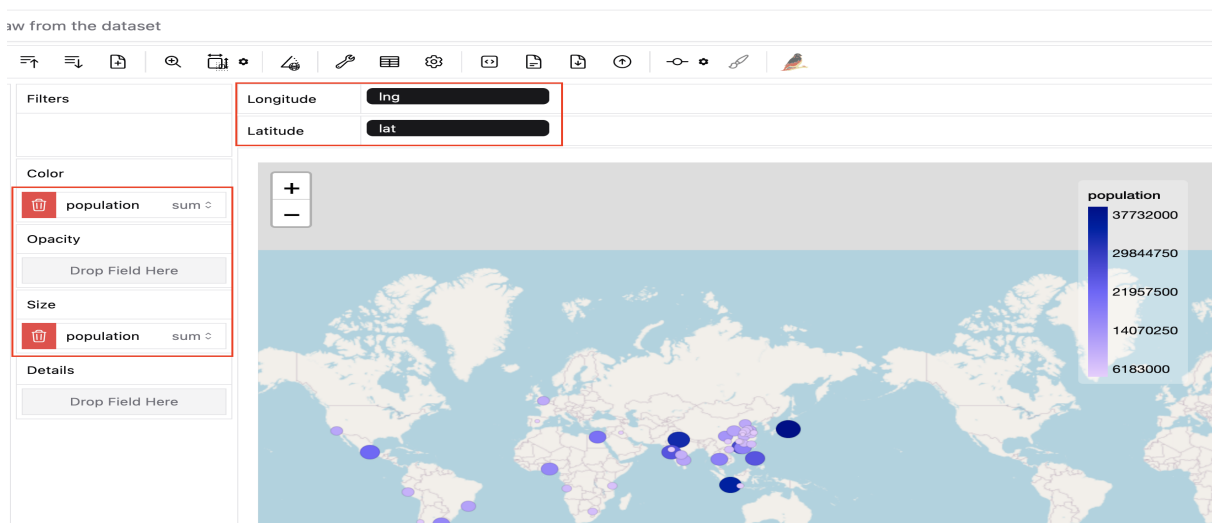 aw from the dataset
Filters
Longitude
lng
Latitude
lat
Color
population sum
Opacity
Drop Field Here
Size
population sum
Details
Drop Field Here
+
−
population
37732000
29844750
21957500
14070250
6183000